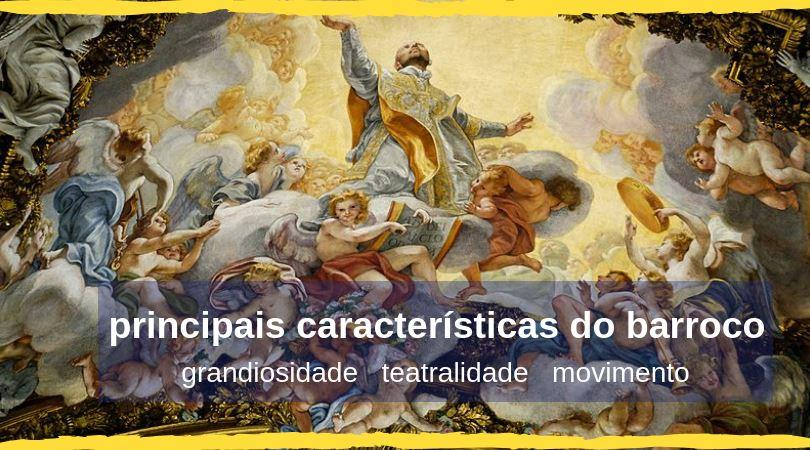 principais características do barroco
grandiosidade teatralidade movimento